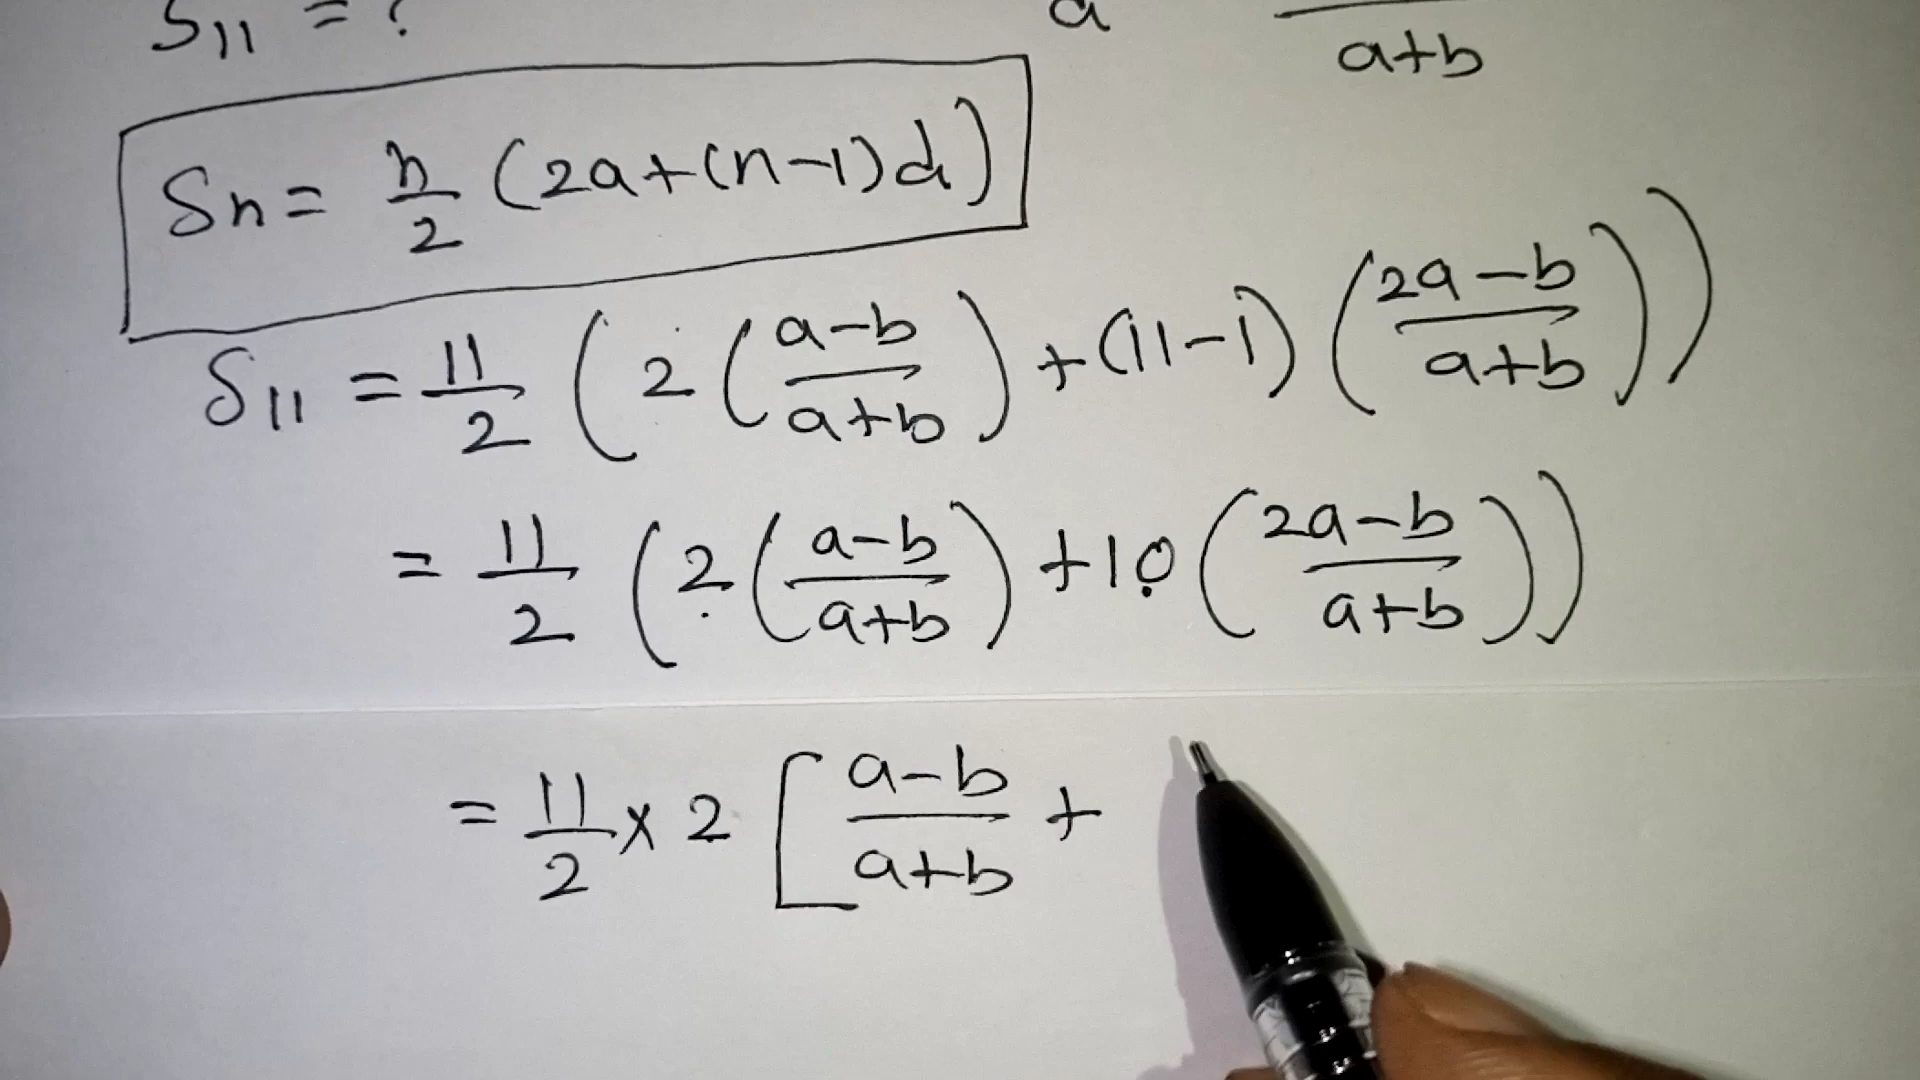 S11 = ?
a
a+b
Sn = n/2 (2a+(n-1)d)
S11 = 11/2 (2((a-b)/(a+b)) + (11-1)((2a-b)/(a+b)))
= 11/2 (2((a-b)/(a+b)) + 10((2a-b)/(a+b)))
= 11/2 × 2 [(a-b)/(a+b) +